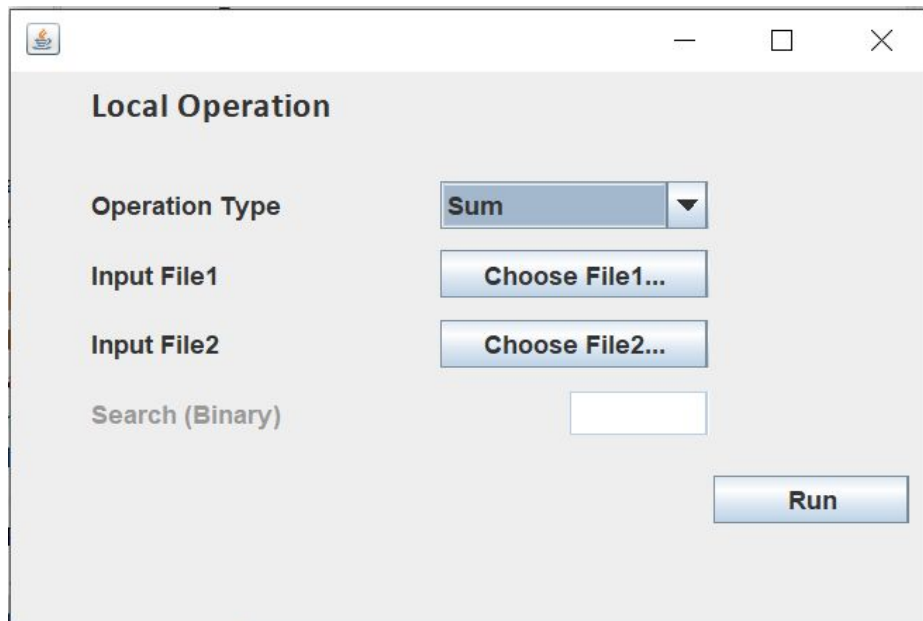 Local Operation
Operation Type Sum
Input File1 Choose File1...
Input File2 Choose File2...
Search (Binary)
Run